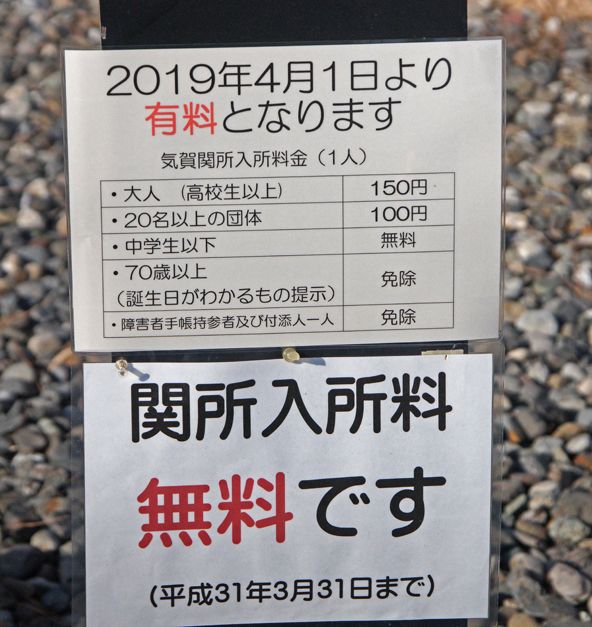 2019年4月1日より
有料となります
気賀関所入所料金（1人）
・大人　（高校生以上）　150円
・20名以上の団体　100円
・中学生以下　無料
・70歳以上
（誕生日がわかるもの提示）　免除
・障害者手帳持参者及び付添人一人　免除
関所入所料
無料です
（平成31年3月31日まで）